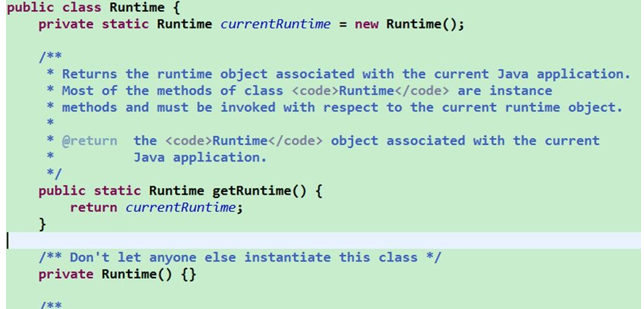 public class Runtime {
    private static Runtime currentRuntime = new Runtime();
    /**
     * Returns the runtime object associated with the current Java application.
     * Most of the methods of class <code>Runtime</code> are instance
     * methods and must be invoked with respect to the current runtime object.
     *
     * @return  the <code>Runtime</code> object associated with the current
     *          Java application.
     */
    public static Runtime getRuntime() {
        return currentRuntime;
    }
    /** Don't let anyone else instantiate this class */
    private Runtime() {}
    /**